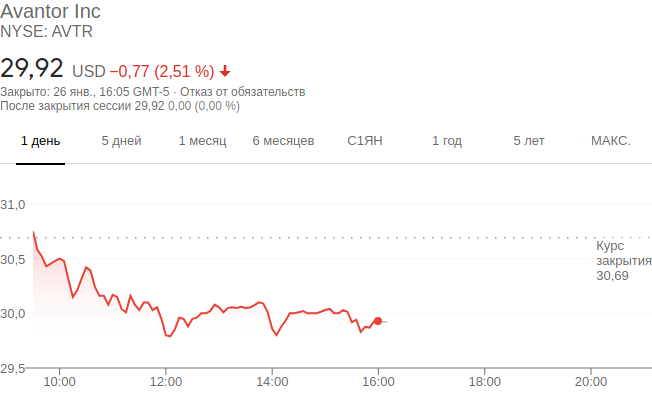 Avantor Inc
NYSE: AVTR
29,92 USD −0,77 (2,51 %)
Закрыто: 26 янв., 16:05 GMT-5 · Отказ от обязательств
После закрытия сессии 29,92 0,00 (0,00 %)
1 день 5 дней 1 месяц 6 месяцев С1ЯН 1 год 5 лет МАКС.
31,0
Курс
закрытия
30,69
30,5
30,0
29,5
10:00 12:00 14:00 16:00 18:00 20:00